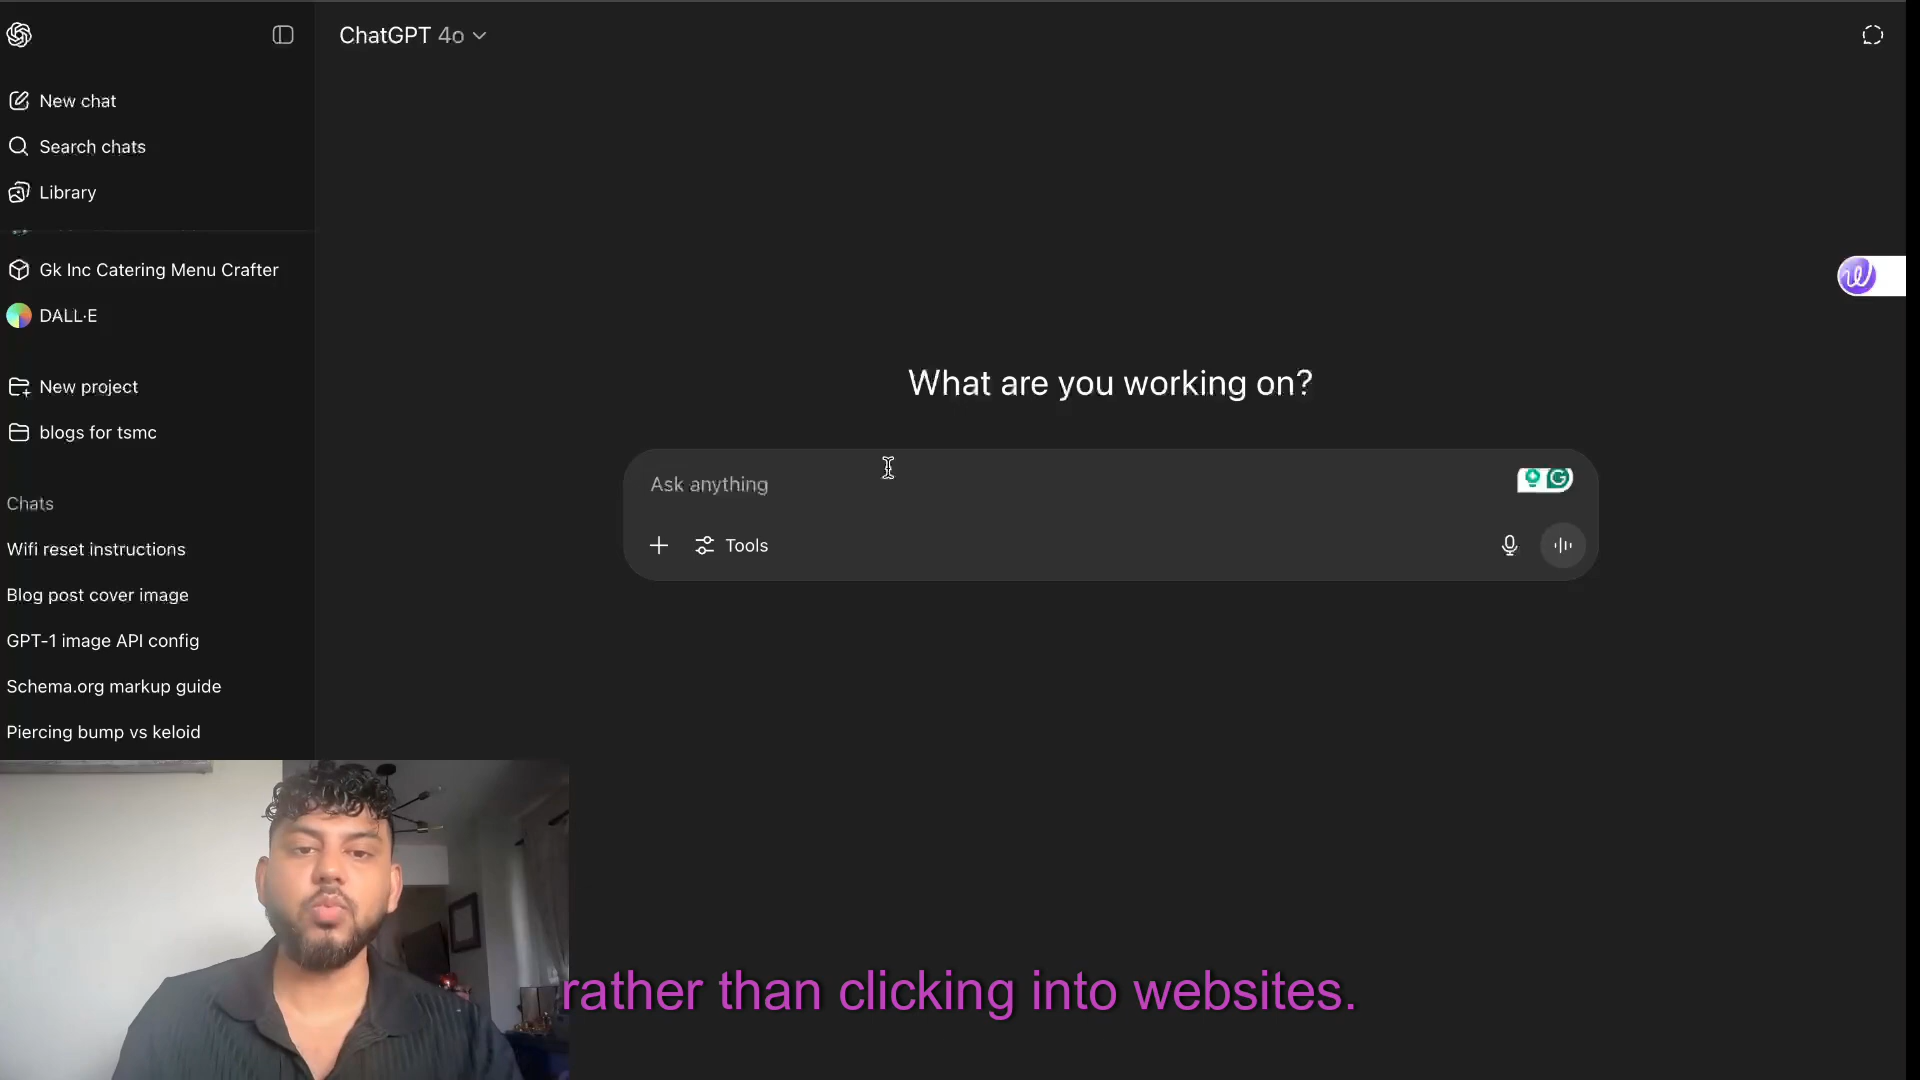 ChatGPT 4o
New chat
Search chats
Library
Gk Inc Catering Menu Crafter
DALL·E
New project
blogs for tsmc
Chats
Wifi reset instructions
Blog post cover image
GPT-1 image API config
Schema.org markup guide
Piercing bump vs keloid
What are you working on?
Ask anything
Tools
rather than clicking into websites.